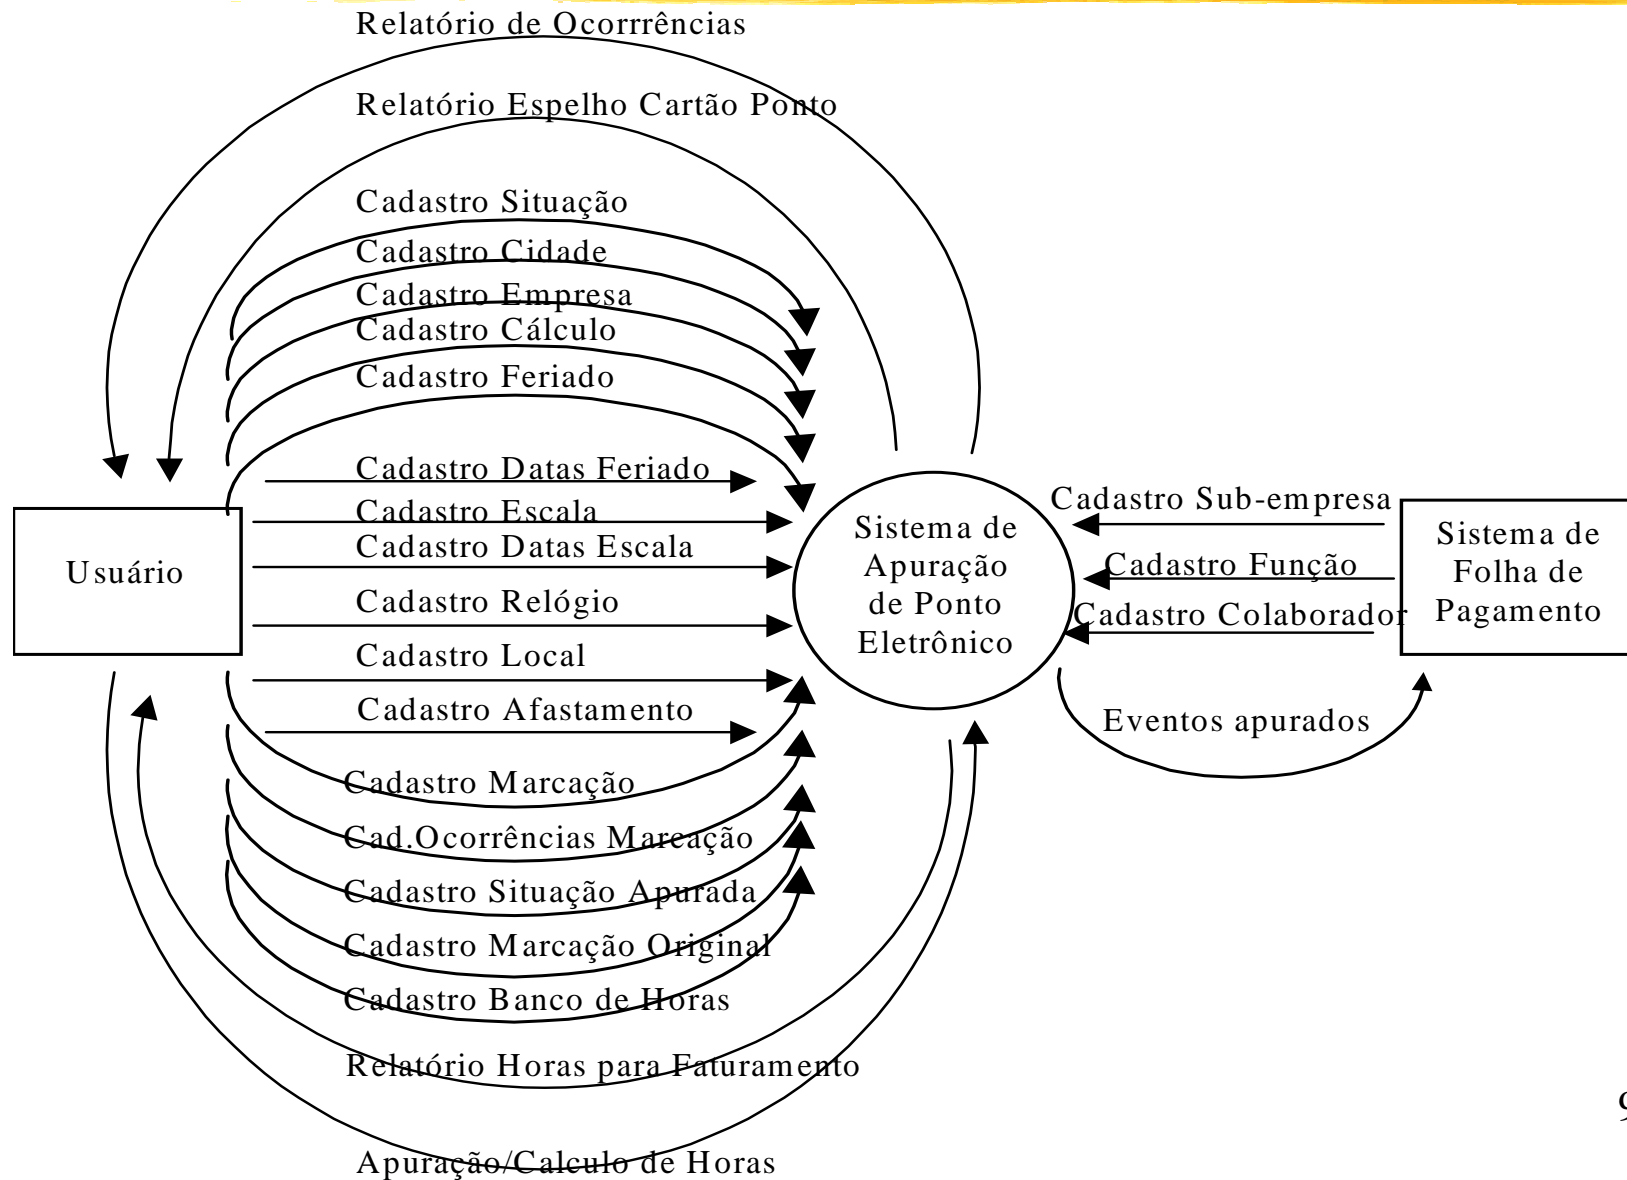 Relatório de Ocorrrências
Relatório Espelho Cartão Ponto
Cadastro Situação
Cadastro Cidade
Cadastro Empresa
Cadastro Cálculo
Cadastro Feriado
Cadastro Datas Feriado
Cadastro Escala
Cadastro Datas Escala
Cadastro Relógio
Cadastro Local
Cadastro Afastamento
Cadastro Marcação
Cad.Ocorrências Marcação
Cadastro Situação Apurada
Cadastro Marcação Original
Cadastro Banco de Horas
Relatório Horas para Faturamento
Apuração/Calculo de Horas
Usuário
Sistema de
Apuração
de Ponto
Eletrônico
Cadastro Sub-empresa
Cadastro Função
Cadastro Colaborador
Eventos apurados
Sistema de
Folha de
Pagamento